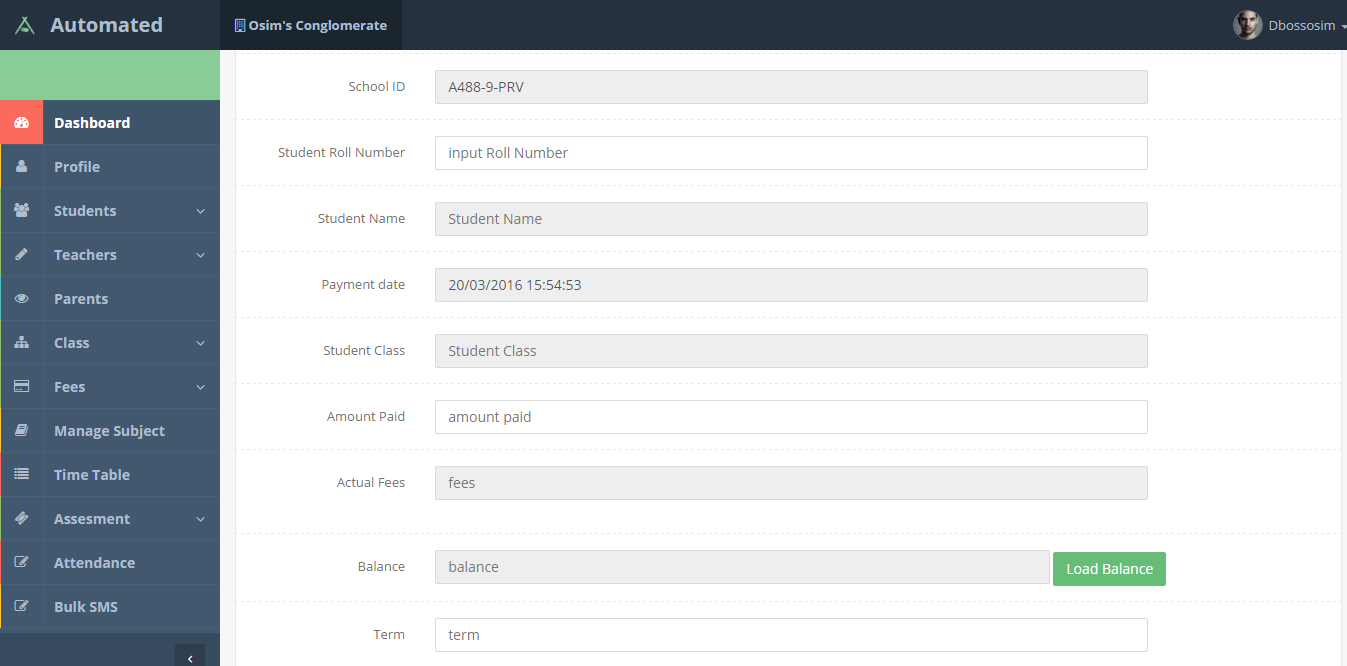 Automated
Osim's Conglomerate
Dbossosim
Dashboard
Profile
Students
Teachers
Parents
Class
Fees
Manage Subject
Time Table
Assesment
Attendance
Bulk SMS
School ID A488-9-PRV
Student Roll Number input Roll Number
Student Name Student Name
Payment date 20/03/2016 15:54:53
Student Class Student Class
Amount Paid amount paid
Actual Fees fees
Balance balance Load Balance
Term term